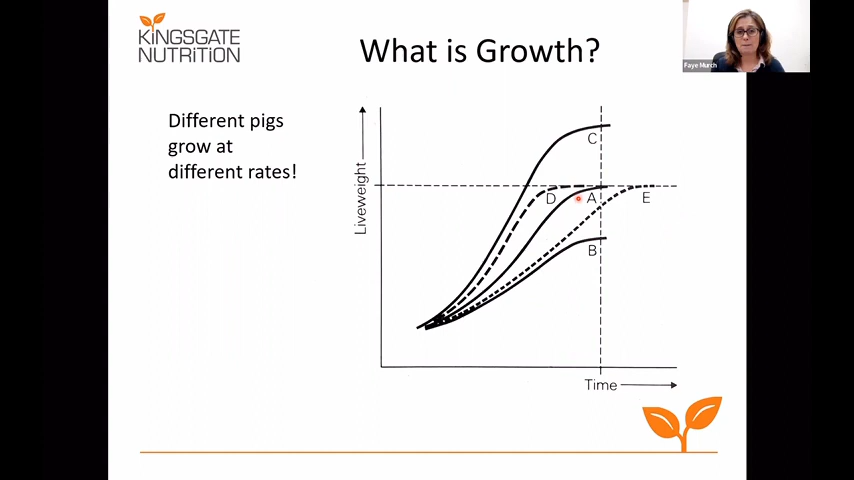 KINGSGATE
NUTRITION
What is Growth?
Faye Murch
Different pigs
grow at
different rates!
Liveweight
C
D
A
E
B
Time